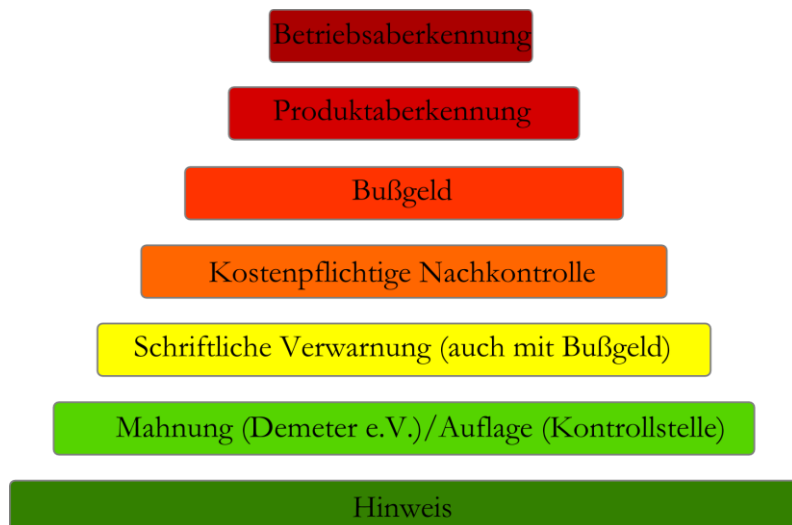 Betriebsaberkennung
Produktaberkennung
Bußgeld
Kostenpflichtige Nachkontrolle
Schriftliche Verwarnung (auch mit Bußgeld)
Mahnung (Demeter e.V.)/Auflage (Kontrollstelle)
Hinweis